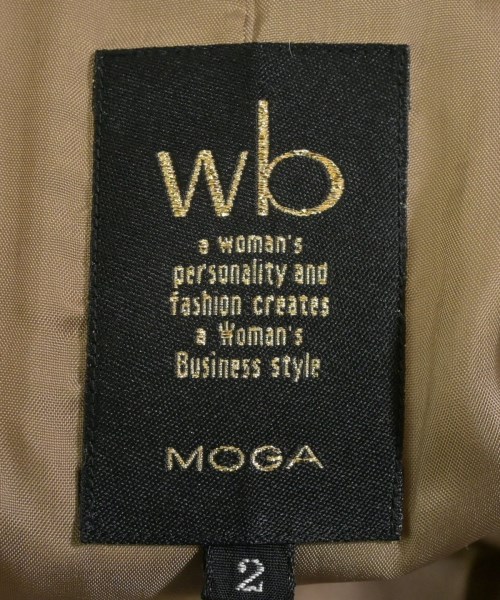 wb
a woman's
personality and
fashion creates
a Woman's
Business style
MOGA
2